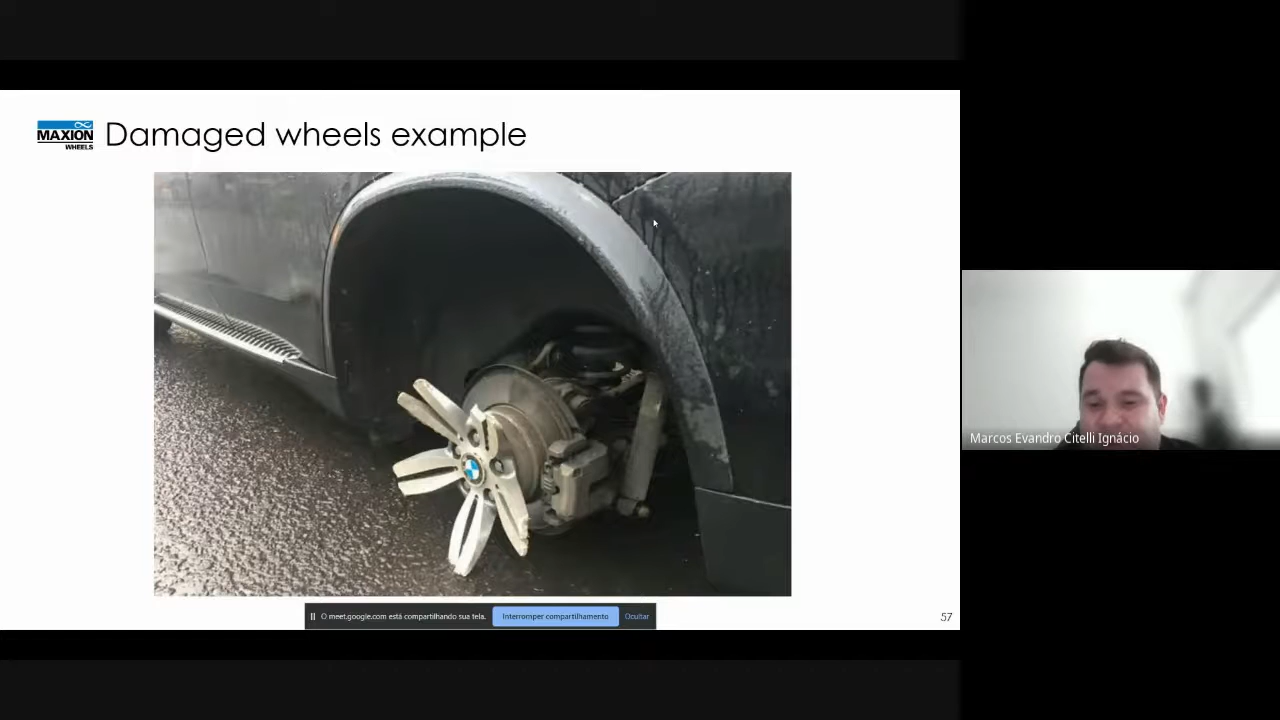 MAXION
WHEELS
Damaged wheels example
O meet.google.com está compartilhando sua tela.
Interromper compartilhamento
Ocultar
57
Marcos Evandro Citelli Ignácio